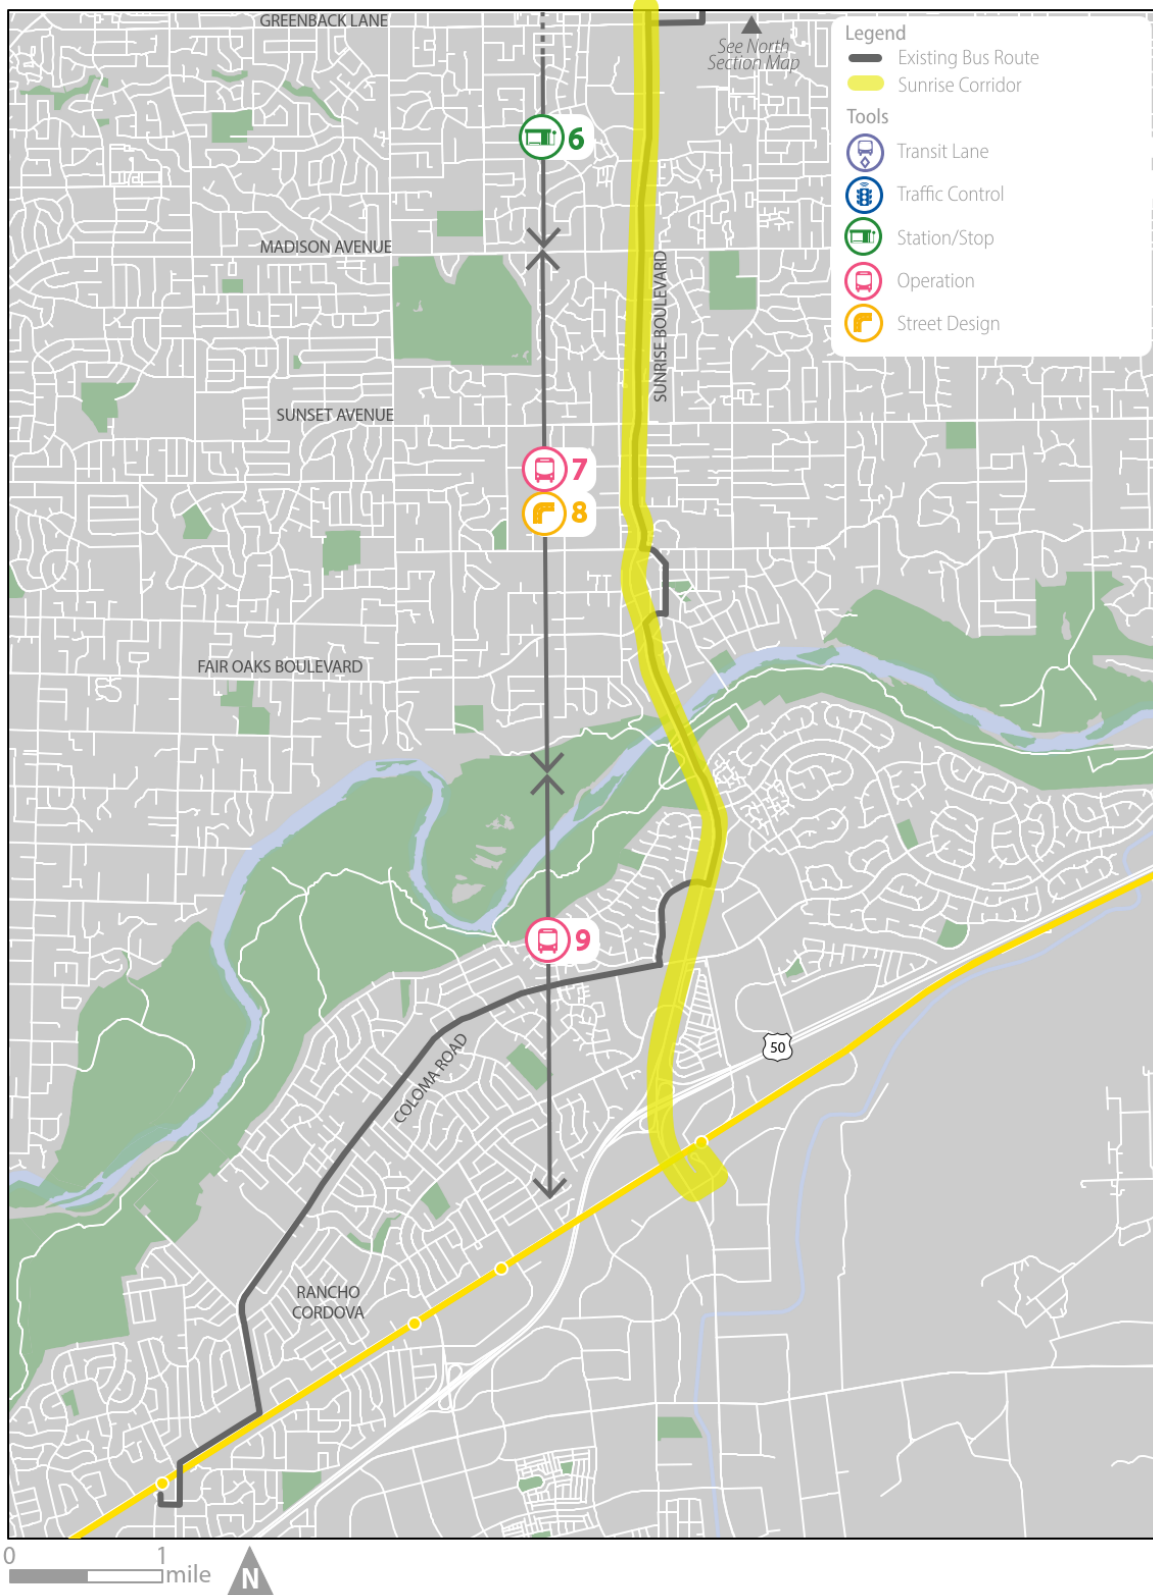 GREENBACK LANE
See North
Section Map
Legend
Existing Bus Route
Sunrise Corridor
Tools
Transit Lane
Traffic Control
Station/Stop
Operation
Street Design
6
MADISON AVENUE
SUNRISE BOULEVARD
SUNSET AVENUE
7
8
FAIR OAKS BOULEVARD
9
50
COLOMA ROAD
RANCHO
CORDOVA
0 1
mile
N